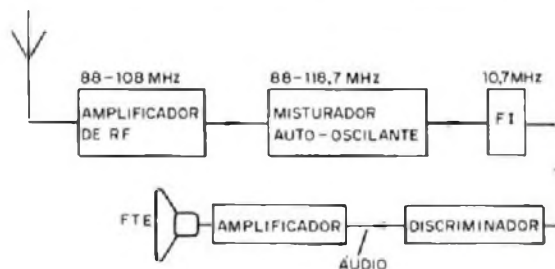 88-108 MHz
AMPLIFICADOR
DE RF
88-118,7 MHz
MISTURADOR
AUTO-OSCILANTE
10,7MHz
FI
FTE
AMPLIFICADOR
ÁUDIO
DISCRIMINADOR